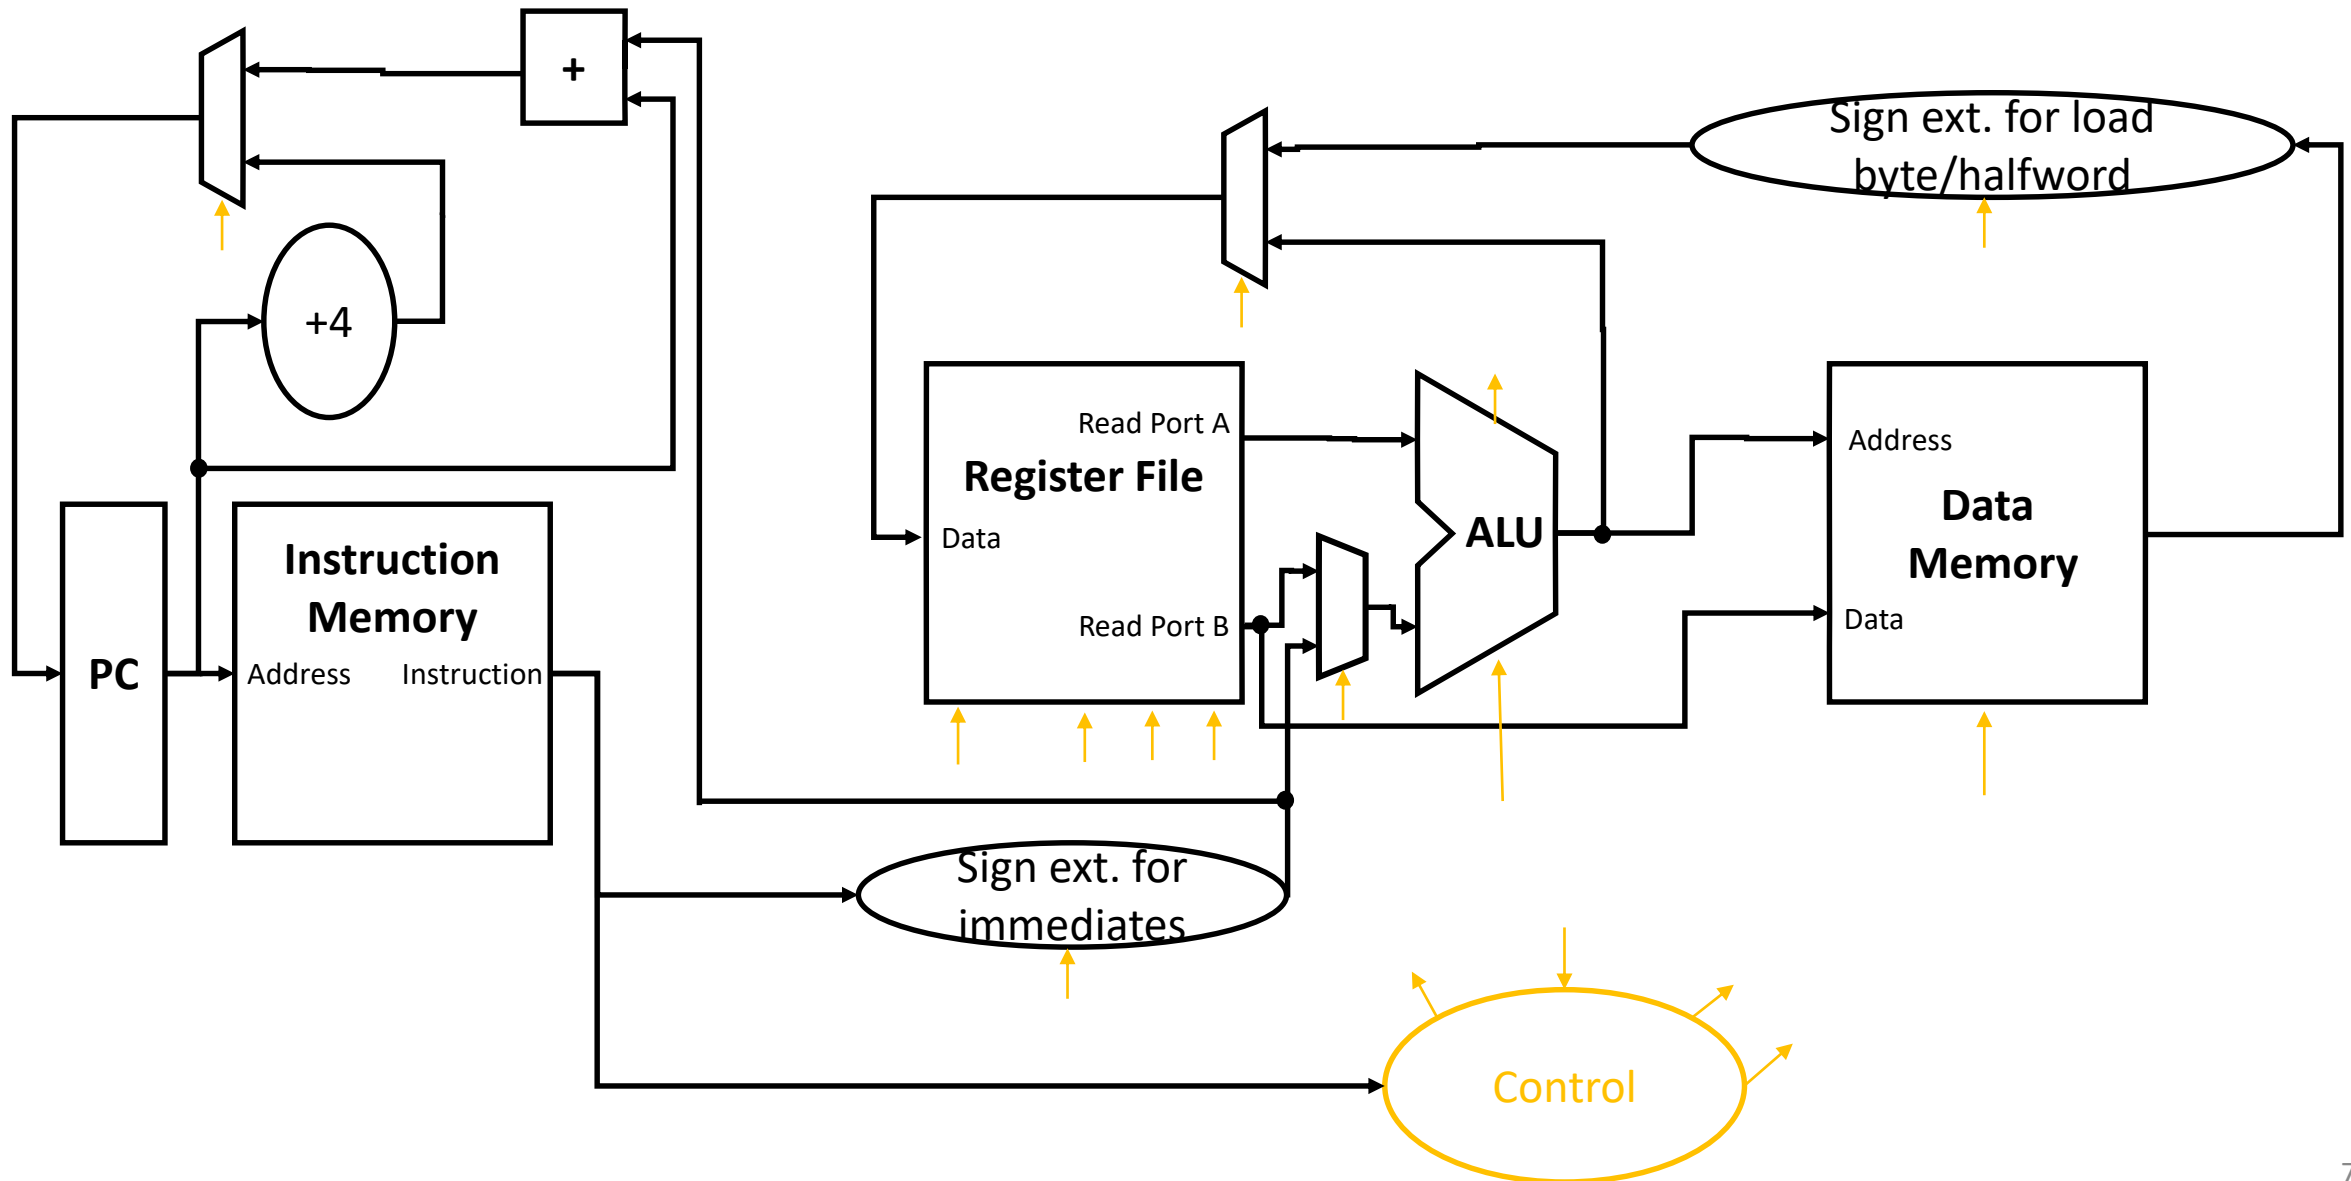 +
Sign ext. for load
byte/halfword
+4
Read Port A
Register File
Data
Read Port B
ALU
Address
Data
Memory
Data
Instruction
Memory
PC
Address
Instruction
Sign ext. for
immediates
Control
7